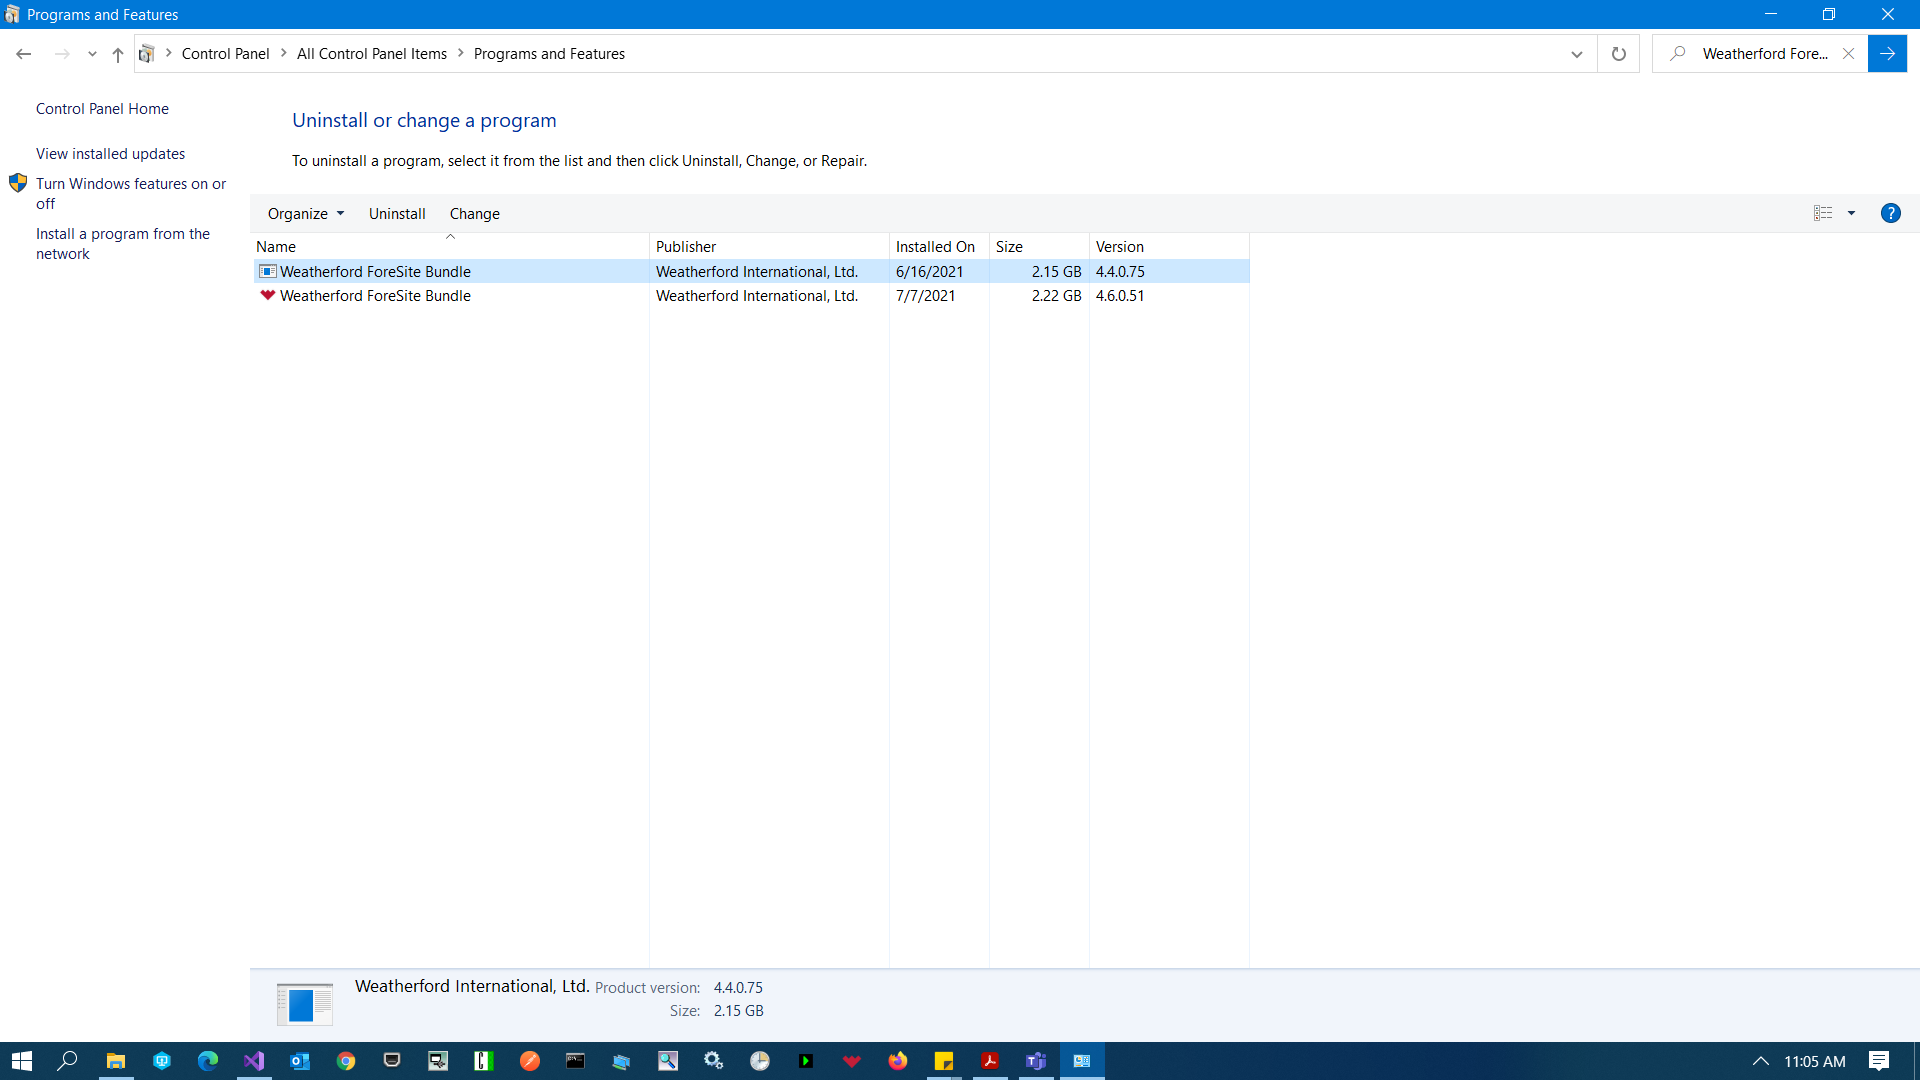 Programs and Features
Control Panel
All Control Panel Items
Programs and Features
Weatherford Fore...
Control Panel Home
View installed updates
Turn Windows features on or
off
Install a program from the
network
Uninstall or change a program
To uninstall a program, select it from the list and then click Uninstall, Change, or Repair.
Organize
Uninstall
Change
Name Publisher Installed On Size Version
Weatherford ForeSite Bundle Weatherford International, Ltd. 6/16/2021 2.15 GB 4.4.0.75
Weatherford ForeSite Bundle Weatherford International, Ltd. 7/7/2021 2.22 GB 4.6.0.51
Weatherford International, Ltd. Product version: 4.4.0.75
Size: 2.15 GB
11:05 AM